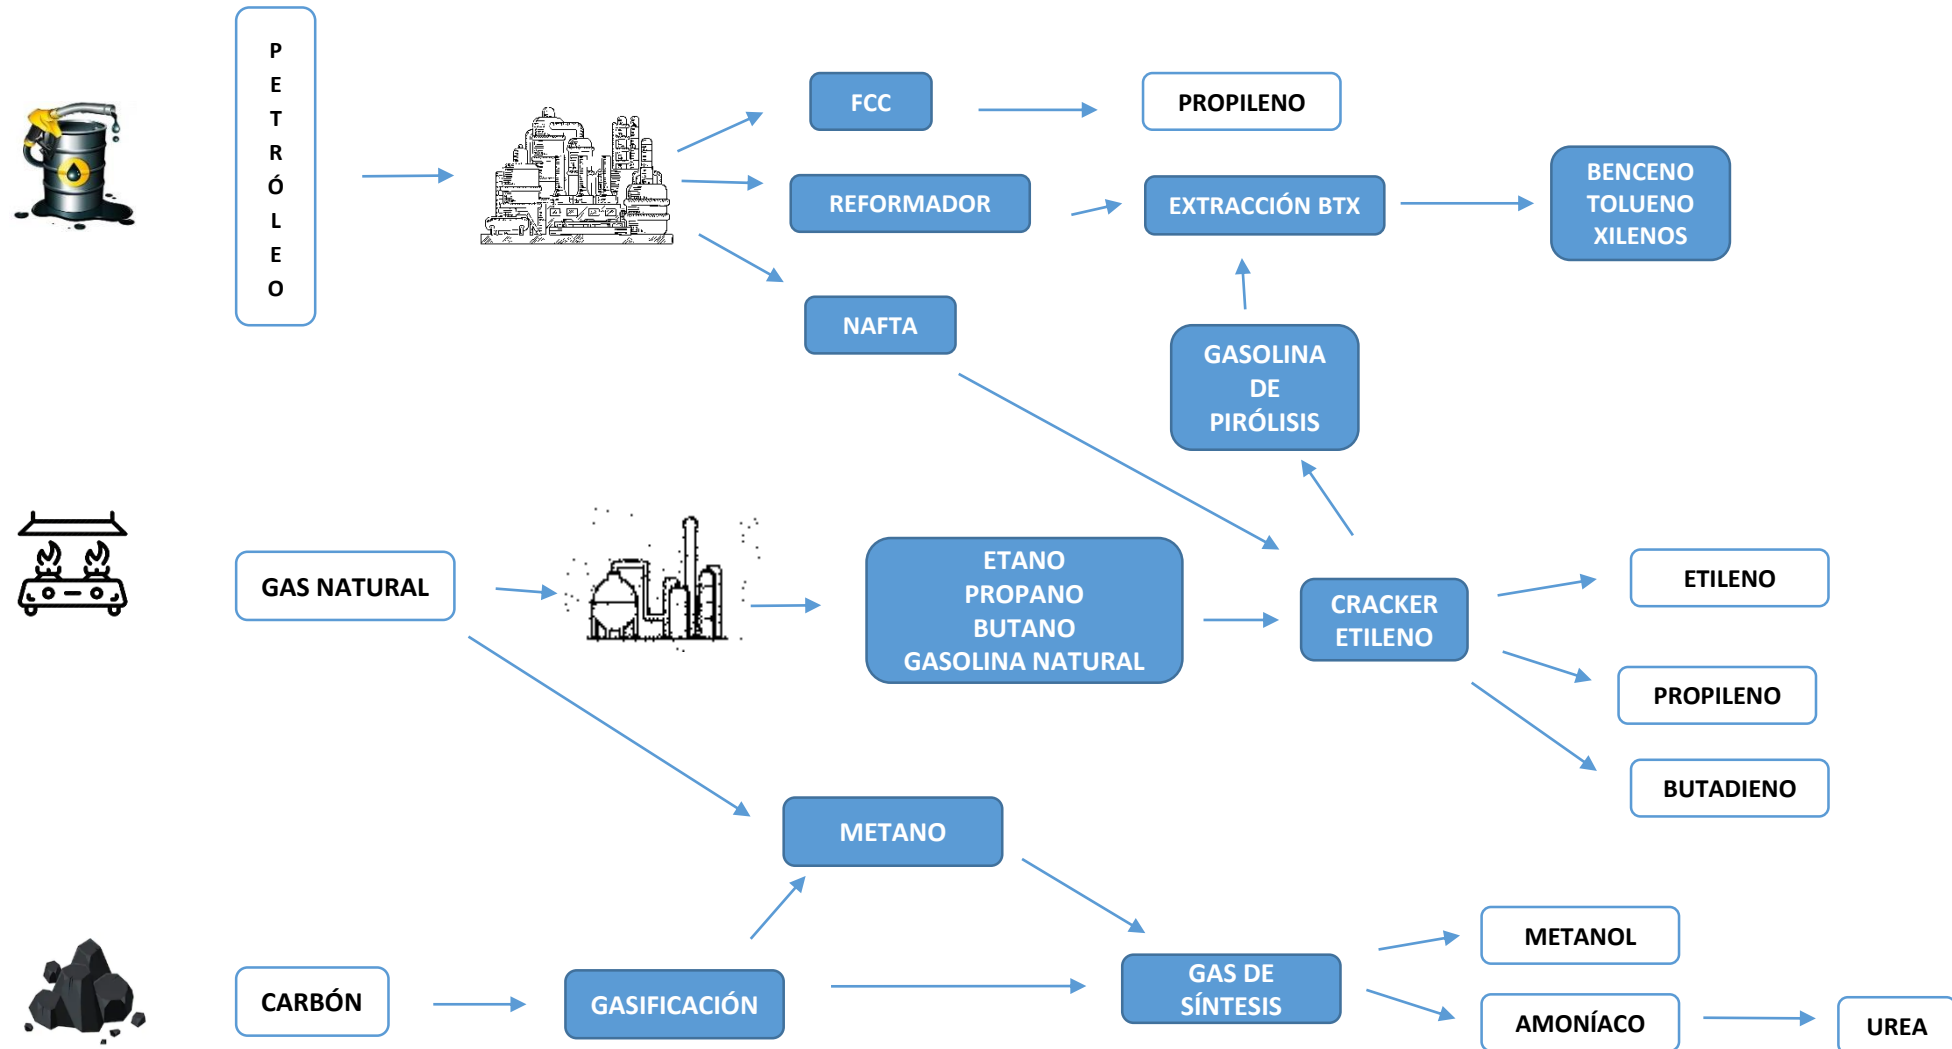 P
E
T
R
Ó
L
E
O
FCC
PROPILENO
REFORMADOR
EXTRACCIÓN BTX
BENCENO
TOLUENO
XILENOS
NAFTA
GASOLINA
DE
PIRÓLISIS
GAS NATURAL
ETANO
PROPANO
BUTANO
GASOLINA NATURAL
CRACKER
ETILENO
ETILENO
PROPILENO
BUTADIENO
METANO
CARBÓN
GASIFICACIÓN
GAS DE
SÍNTESIS
METANOL
AMONÍACO
UREA